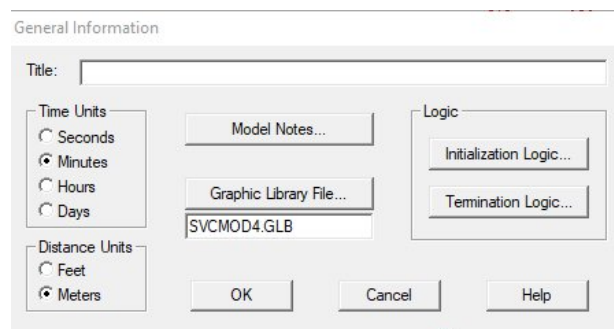 General Information
Title:
Time Units
Seconds
Minutes
Hours
Days
Distance Units
Feet
Meters
Model Notes...
Graphic Library File...
SVCMOD4.GLB
Logic
Initialization Logic...
Termination Logic...
OK
Cancel
Help